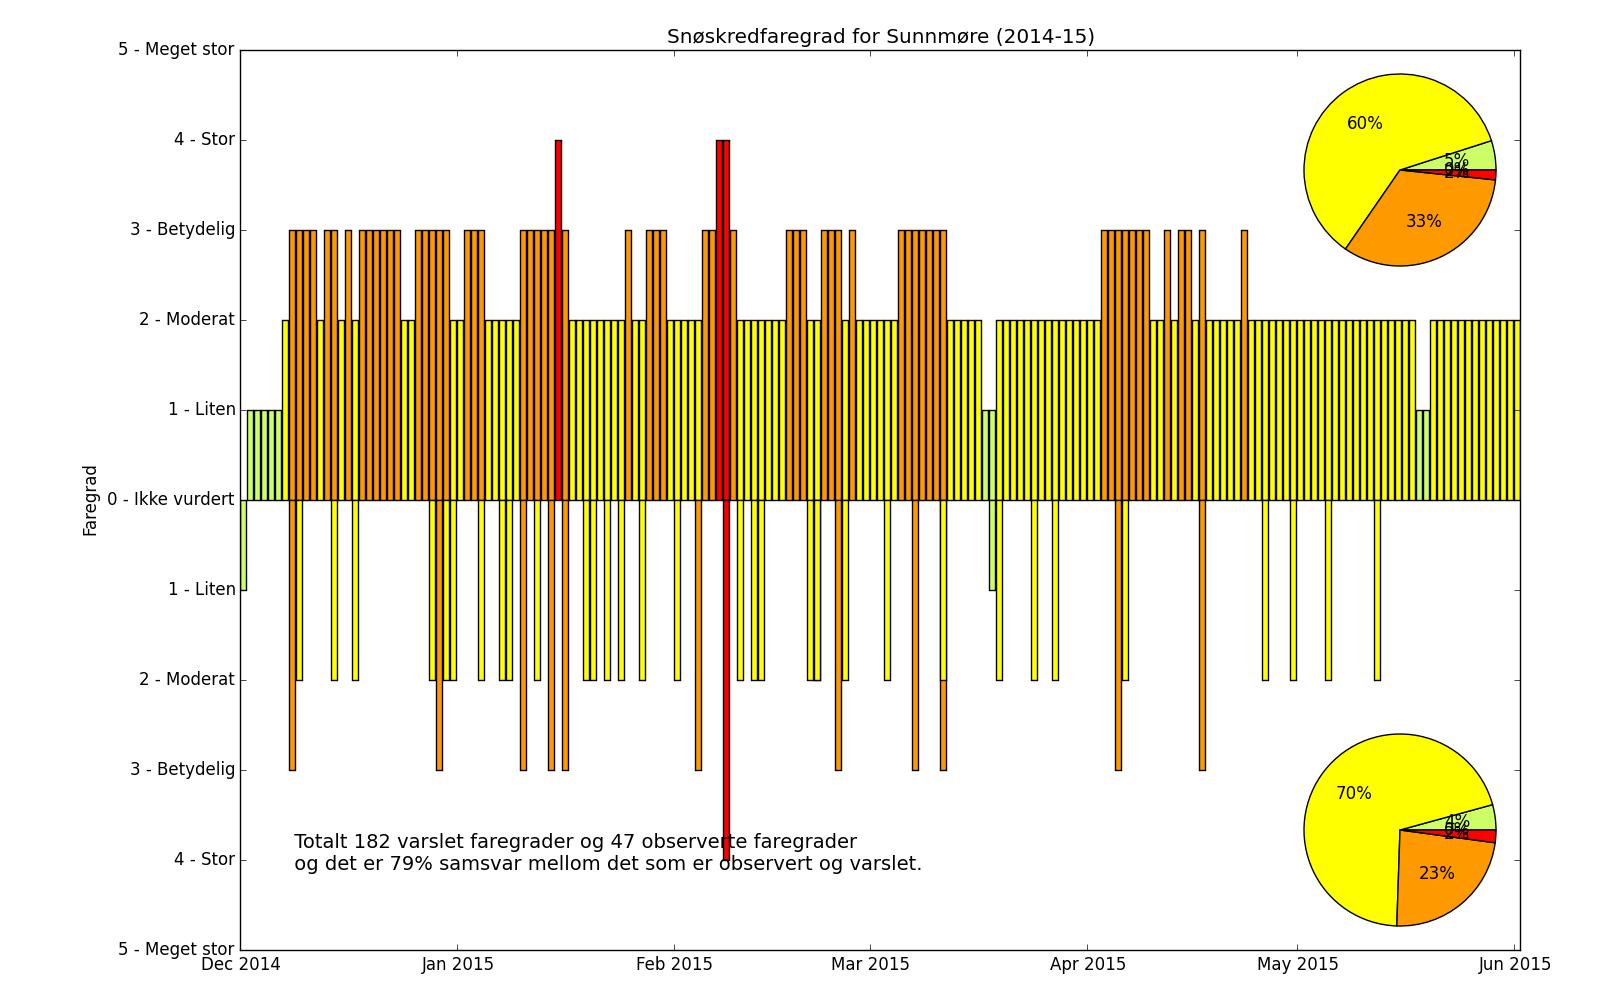 Snøskredfaregrad for Sunnmøre (2014-15)
5 - Meget stor
4 - Stor
3 - Betydelig
2 - Moderat
1 - Liten
0 - Ikke vurdert
1 - Liten
2 - Moderat
3 - Betydelig
4 - Stor
5 - Meget stor
Faregrad
60%
5%
33%
70%
4%
23%
Totalt 182 varslet faregrader og 47 observerte faregrader
og det er 79% samsvar mellom det som er observert og varslet.
Dec 2014
Jan 2015
Feb 2015
Mar 2015
Apr 2015
May 2015
Jun 2015